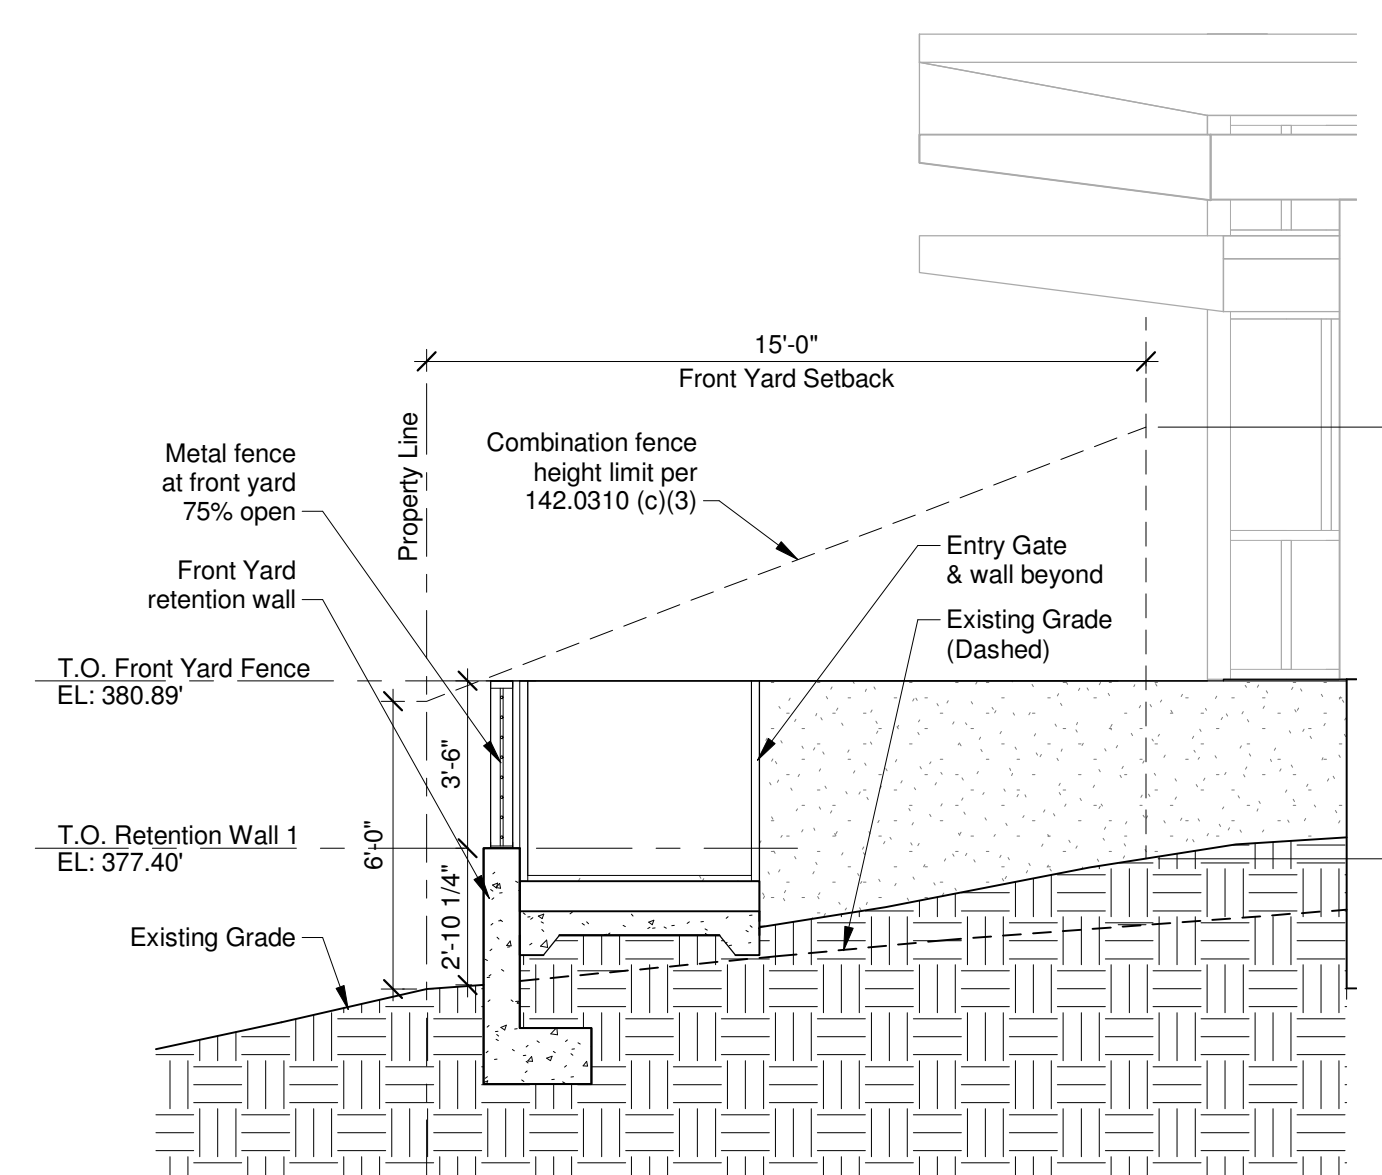 15'-0"
Front Yard Setback
Property Line
Metal fence
at front yard
75% open
Combination fence
height limit per
142.0310 (c)(3)
Front Yard
retention wall
Entry Gate
& wall beyond
Existing Grade
(Dashed)
T.O. Front Yard Fence
EL: 380.89'
3'-6"
6'-0"
T.O. Retention Wall 1
EL: 377.40'
2'-10 1/4"
Existing Grade